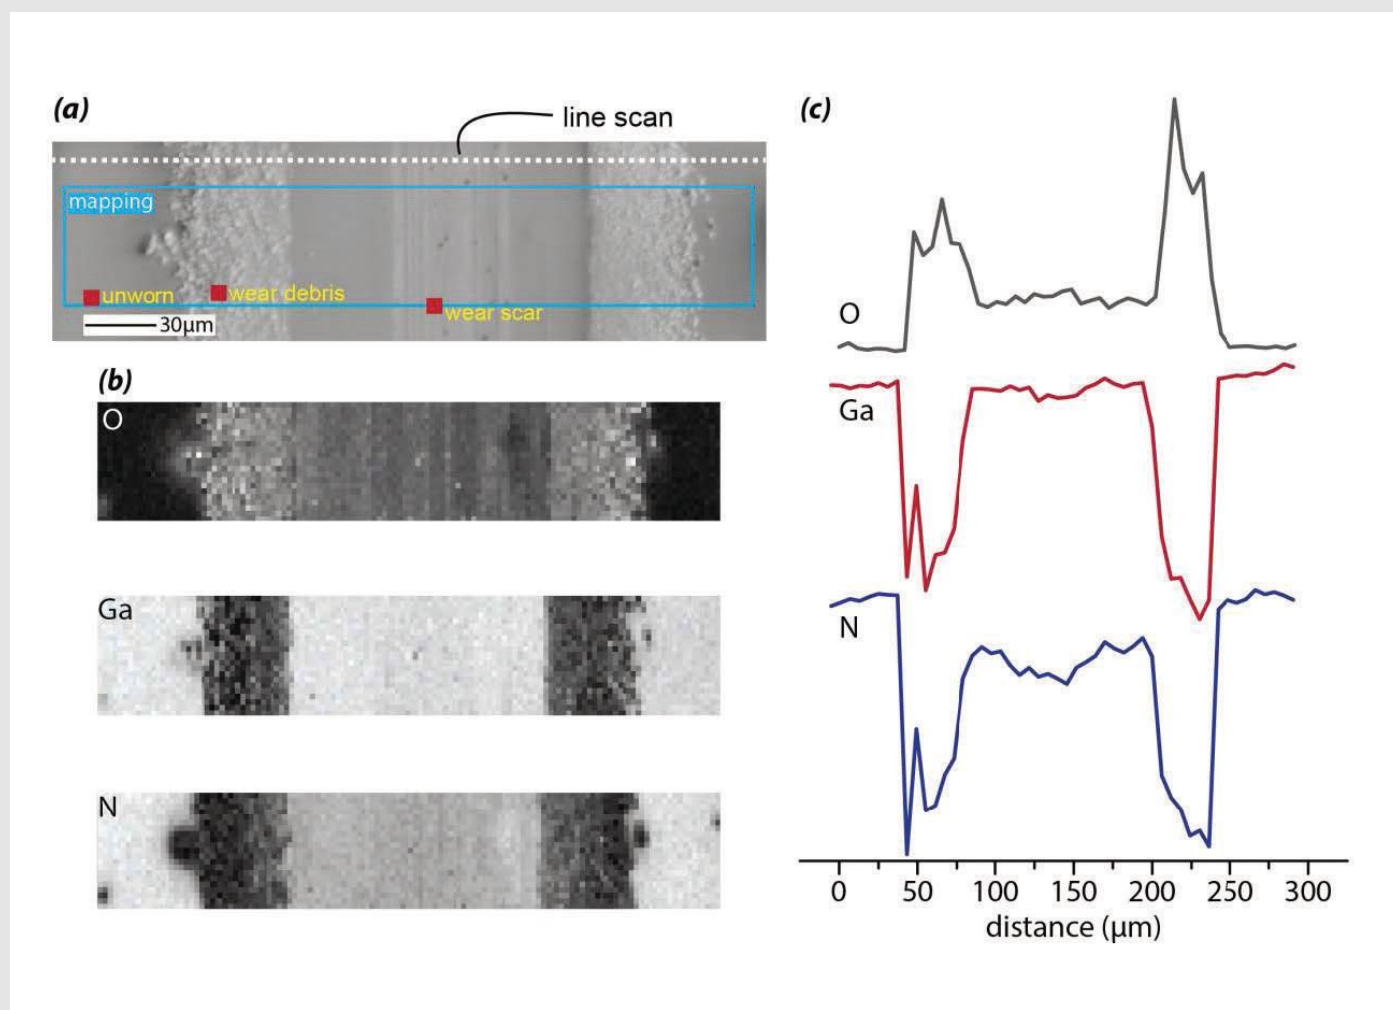 (a)
line scan
mapping
unworn
wear debris
wear scar
30μm
(b)
O
Ga
N
(c)
O
Ga
N
0 50 100 150 200 250 300
distance (μm)